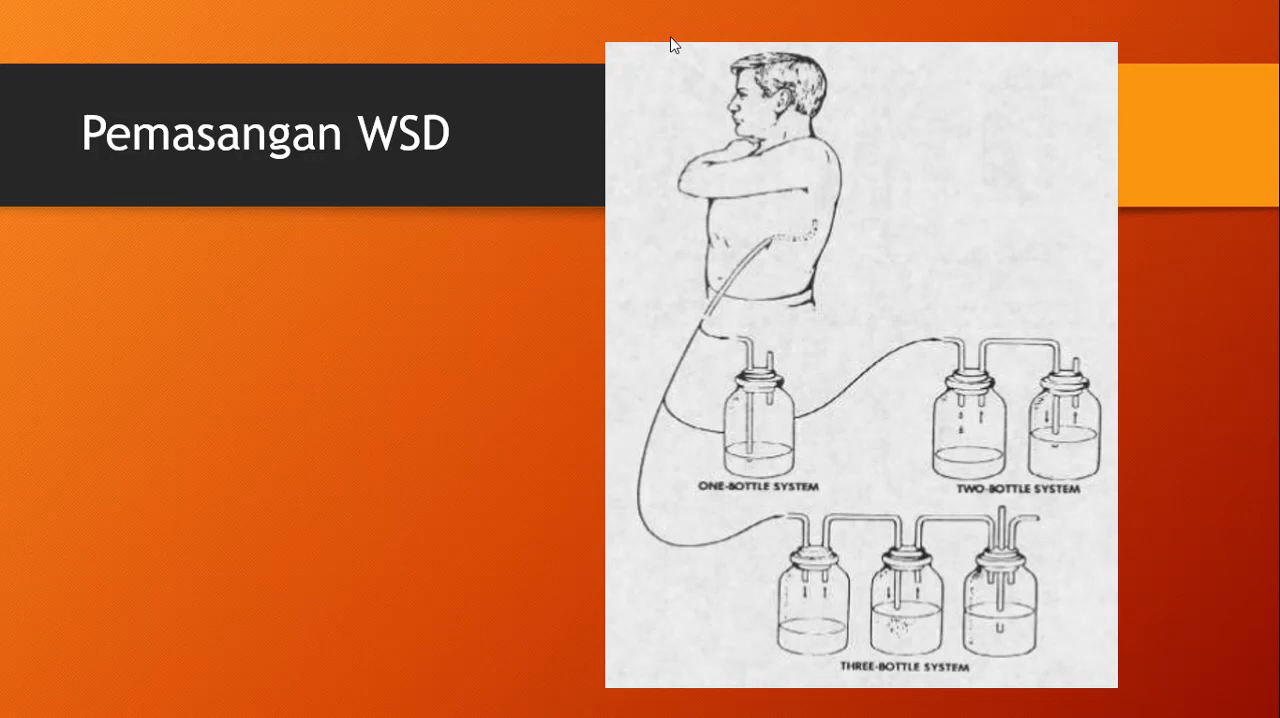 Pemasangan WSD
ONE-BOTTLE SYSTEM
TWO-BOTTLE SYSTEM
THREE-BOTTLE SYSTEM